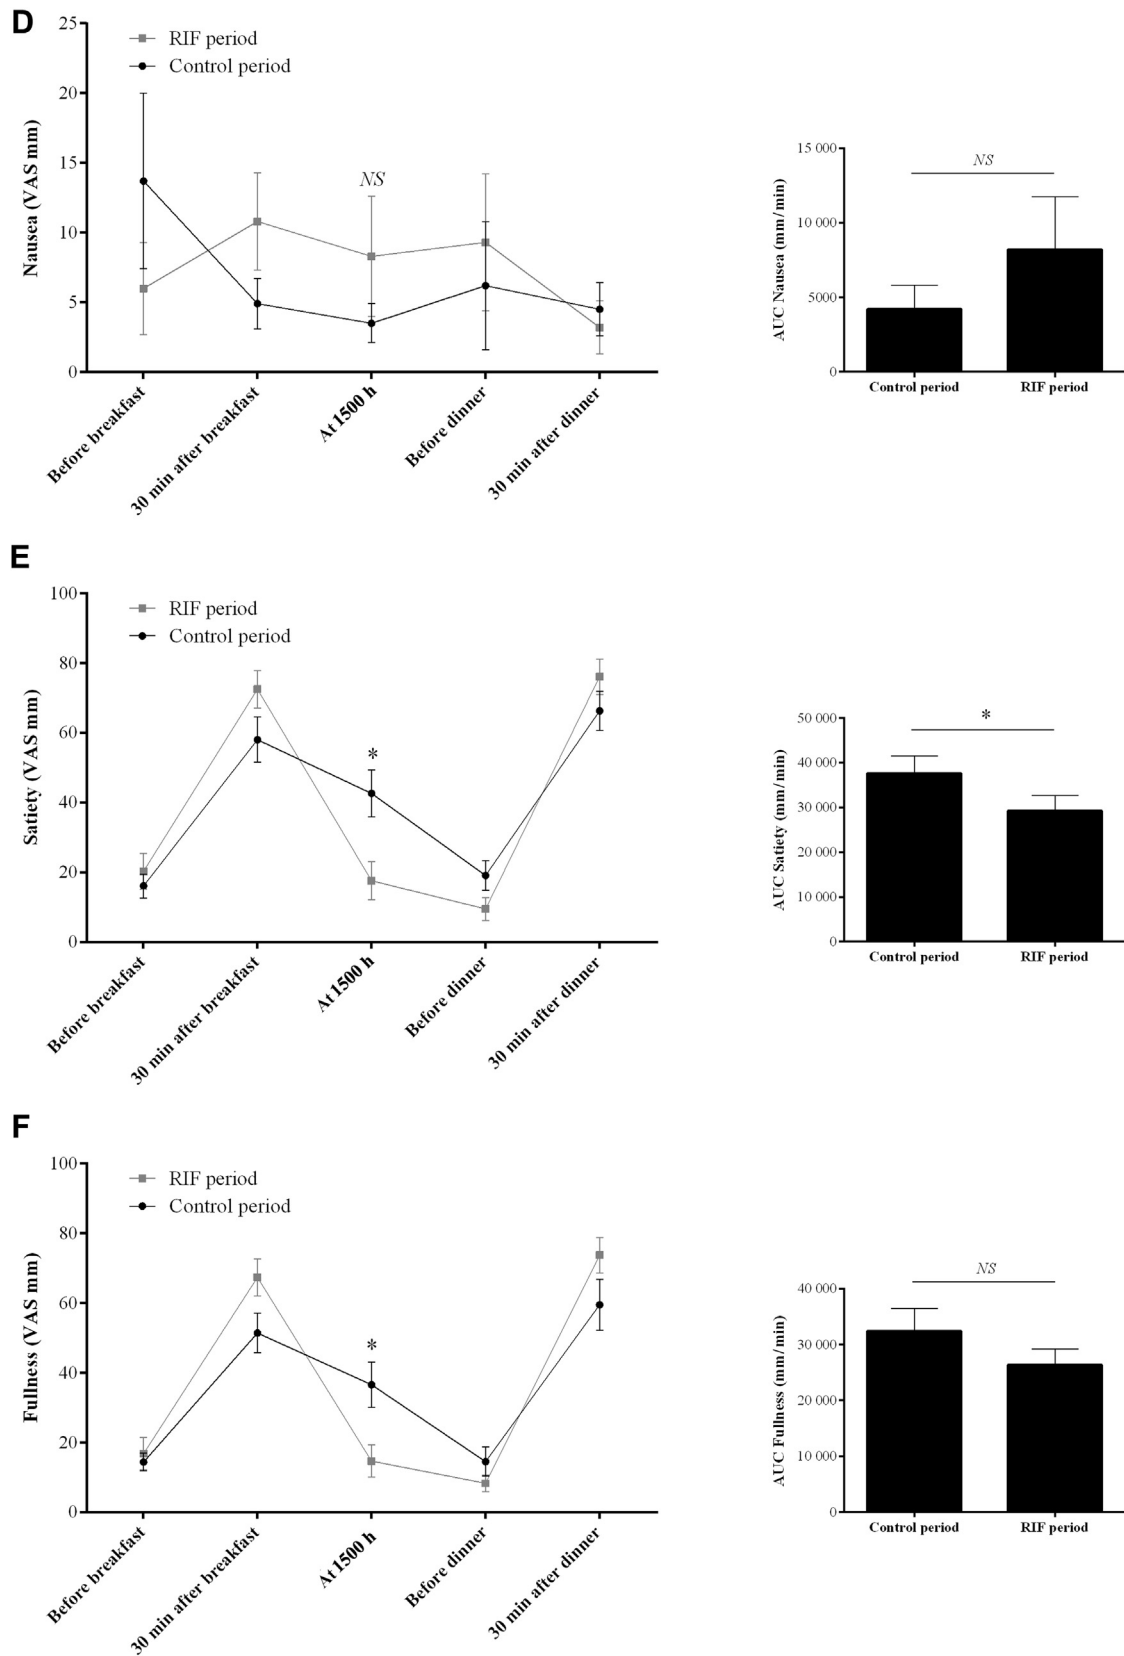 D
25
20
15
10
5
0
Nausea (VAS mm)
RIF period
Control period
NS
Before breakfast
30 min after breakfast
At 1500 h
Before dinner
30 min after dinner
15 000
10 000
5000
0
AUC Nausea (mm/min)
NS
Control period
RIF period
E
100
80
60
40
20
0
Satiety (VAS mm)
RIF period
Control period
*
Before breakfast
30 min after breakfast
At 1500 h
Before dinner
30 min after dinner
50 000
40 000
30 000
20 000
10 000
0
AUC Satiety (mm/min)
*
Control period
RIF period
F
100
80
60
40
20
0
Fullness (VAS mm)
RIF period
Control period
*
Before breakfast
30 min after breakfast
At 1500 h
Before dinner
30 min after dinner
40 000
30 000
20 000
10 000
0
AUC Fullness (mm/min)
NS
Control period
RIF period